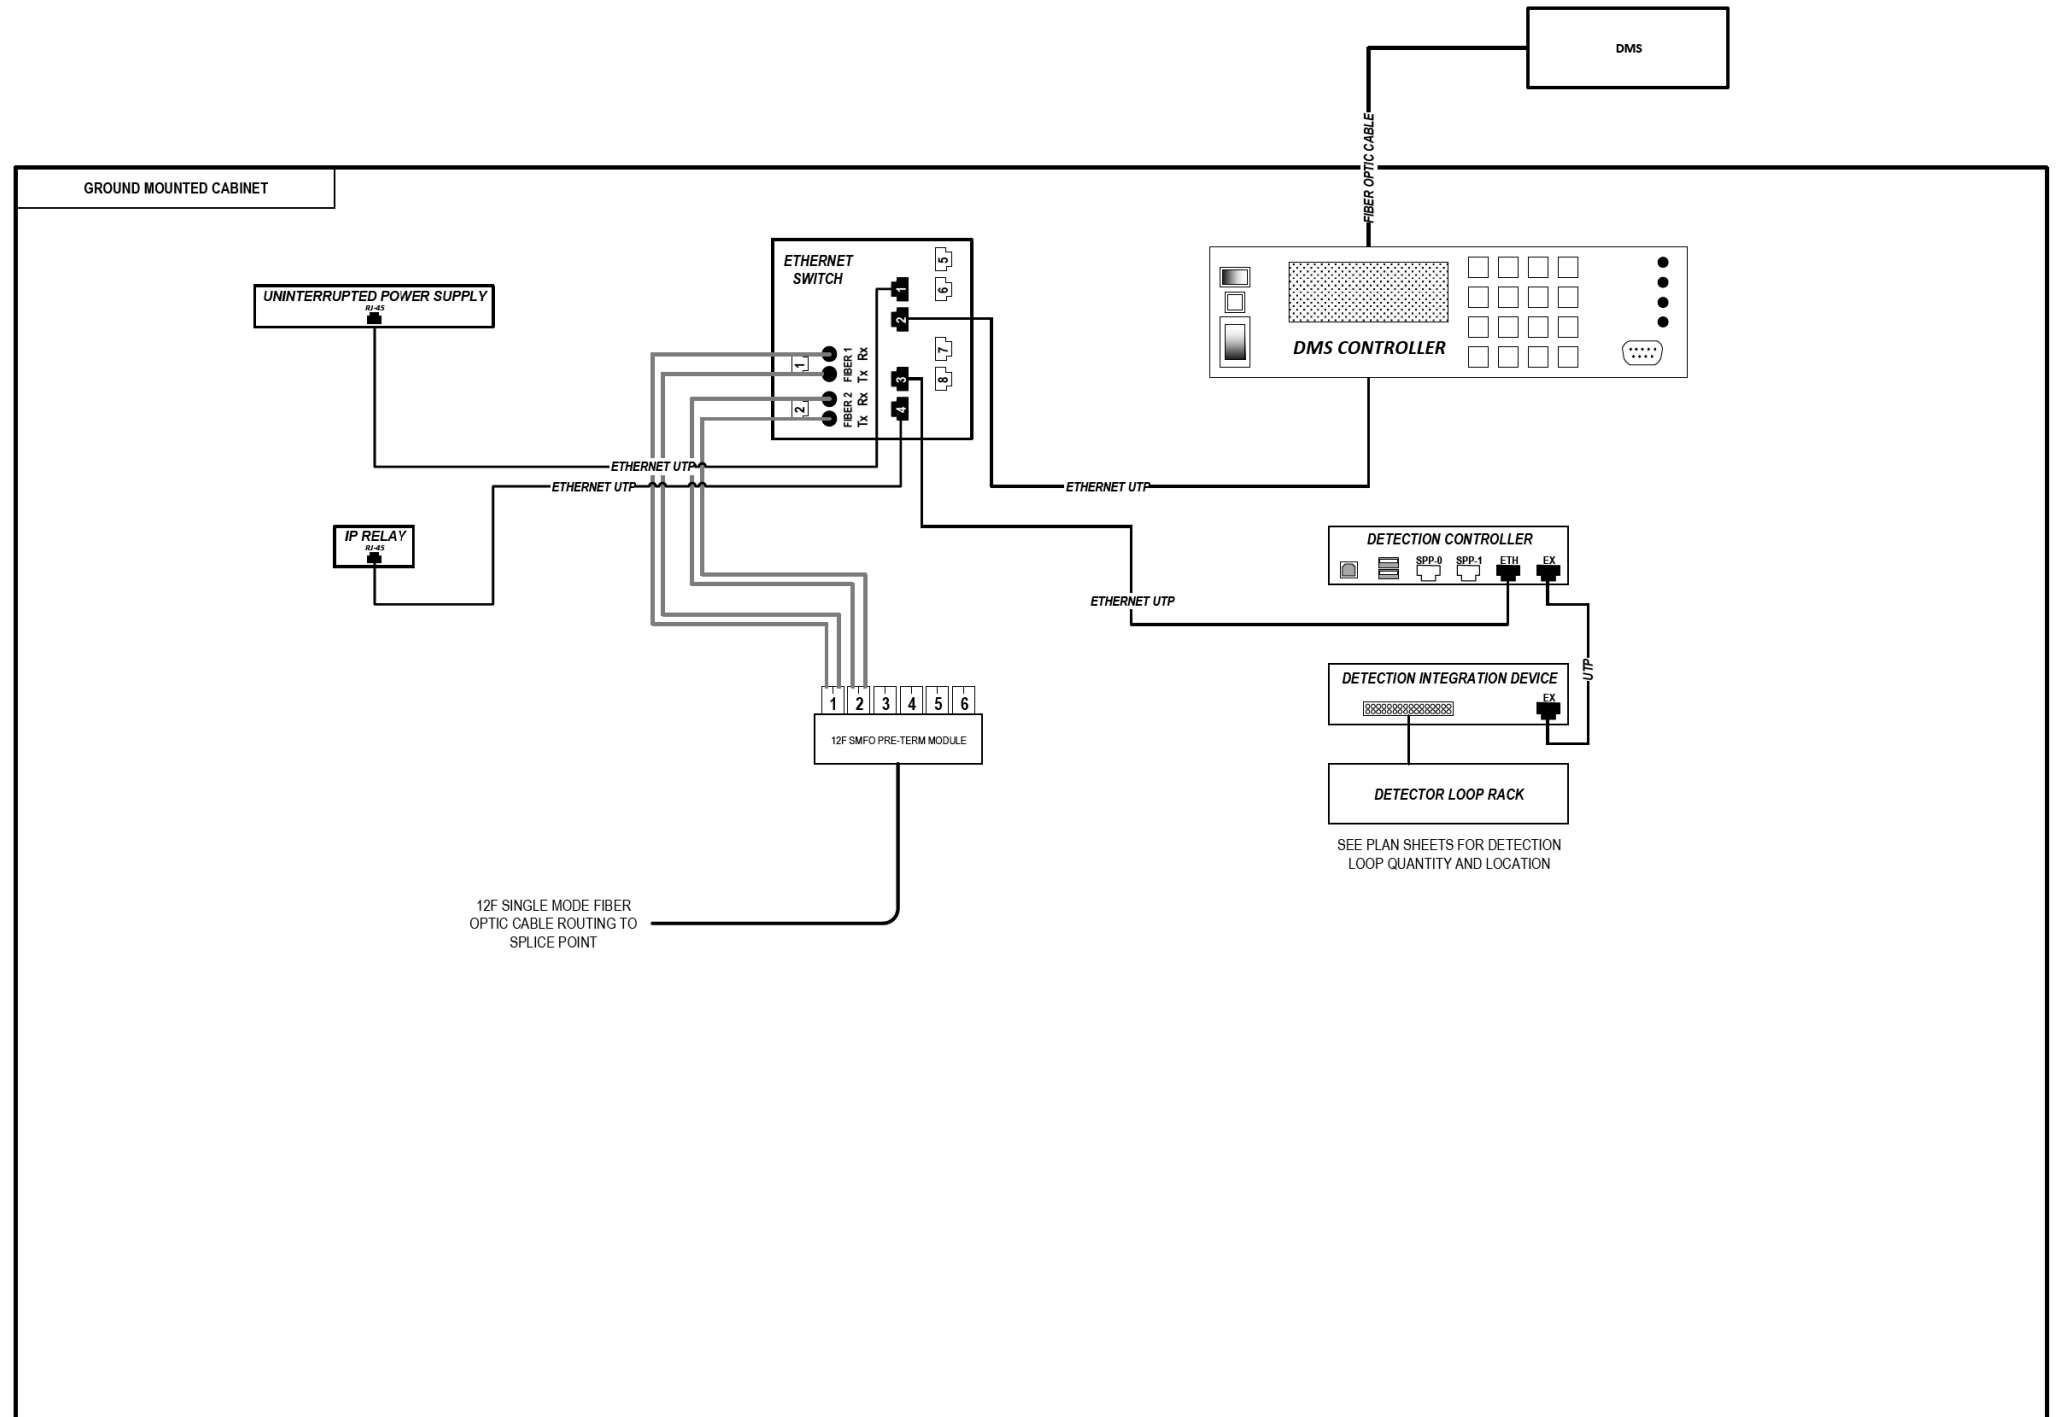 DMS
FIBER OPTIC CABLE
GROUND MOUNTED CABINET
ETHERNET
SWITCH
5
6
1
2
7
8
3
4
1
FIBER 1
Rx
Tx
2
FIBER 2
Rx
Tx
UNINTERRUPTED POWER SUPPLY
RJ-45
DMS CONTROLLER
ETHERNET UTP
ETHERNET UTP
ETHERNET UTP
IP RELAY
RJ-45
DETECTION CONTROLLER
SPP-0 SPP-1 ETH EX
ETHERNET UTP
UTP
DETECTION INTEGRATION DEVICE
EX
1 2 3 4 5 6
12F SMFO PRE-TERM MODULE
DETECTOR LOOP RACK
SEE PLAN SHEETS FOR DETECTION
LOOP QUANTITY AND LOCATION
12F SINGLE MODE FIBER
OPTIC CABLE ROUTING TO
SPLICE POINT